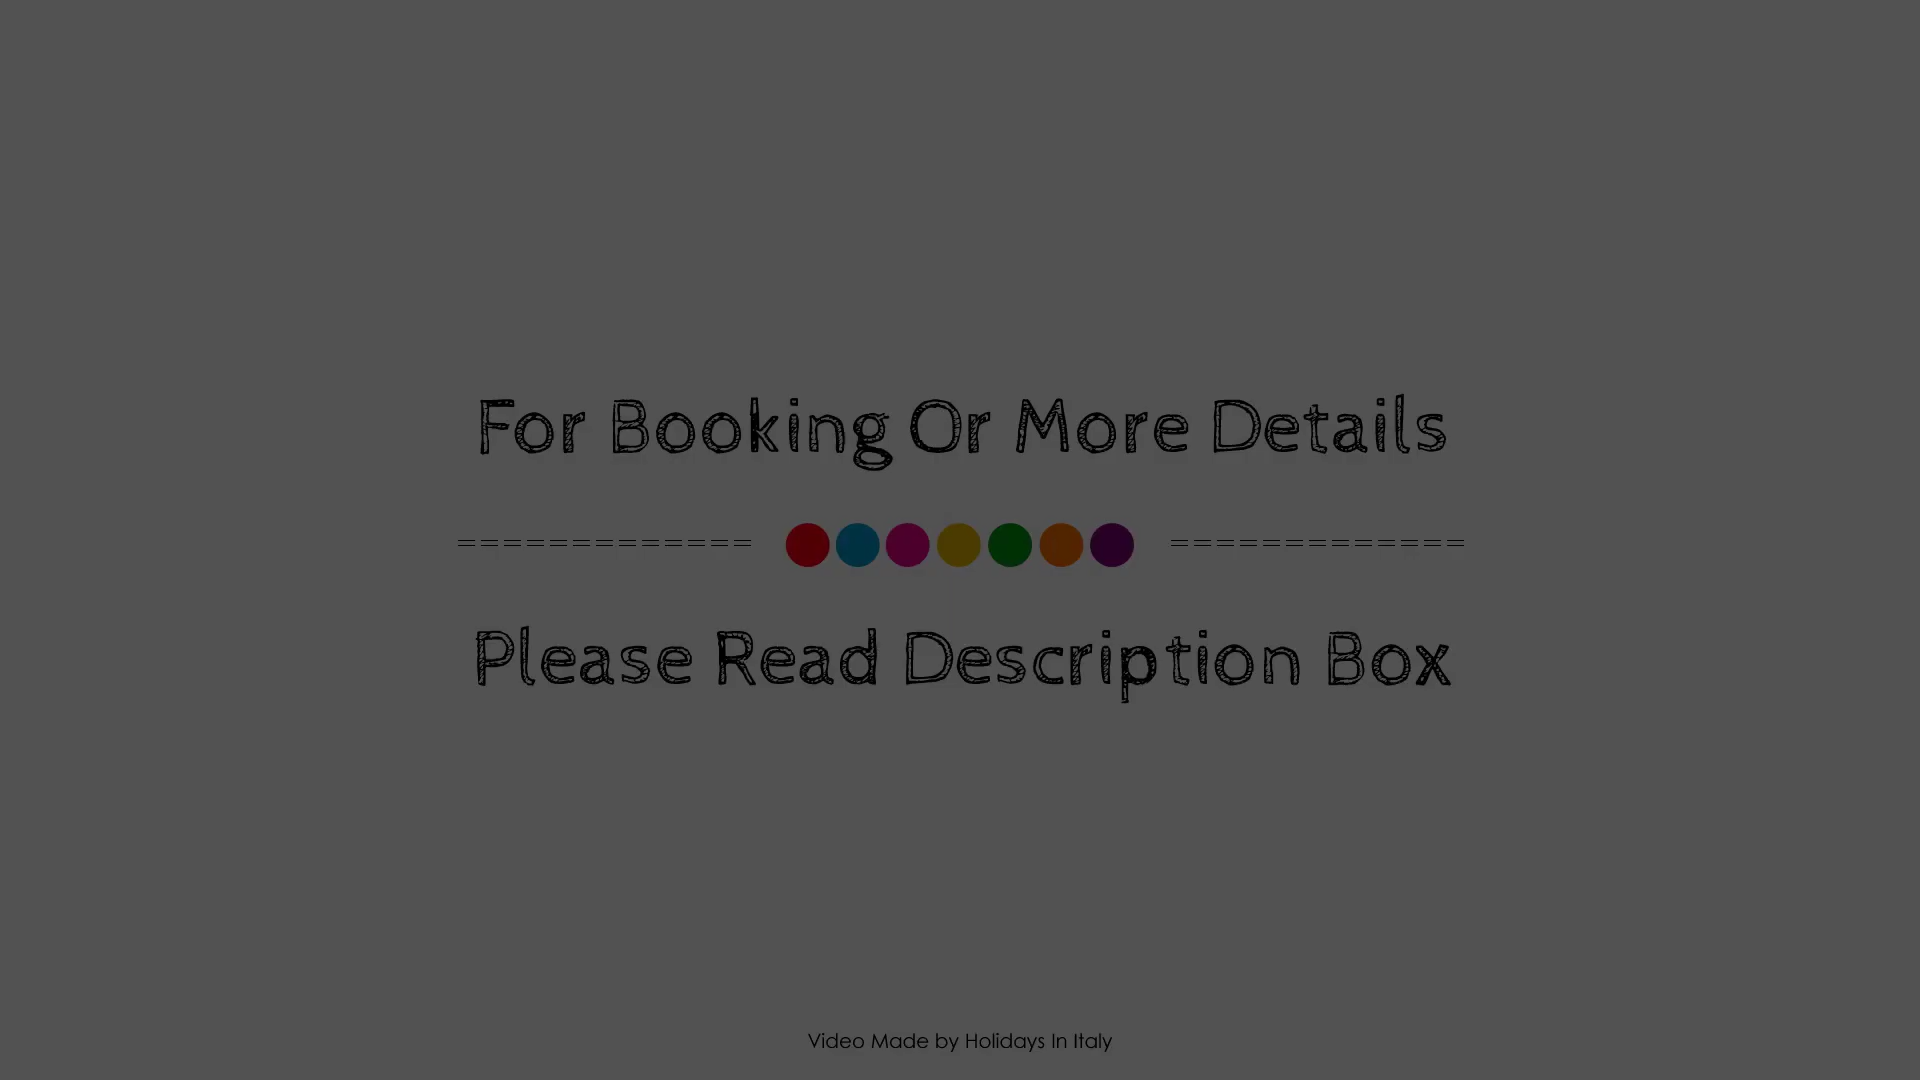 For Booking Or More Details
============= =============
Please Read Description Box
Video Made by Holidays In Italy